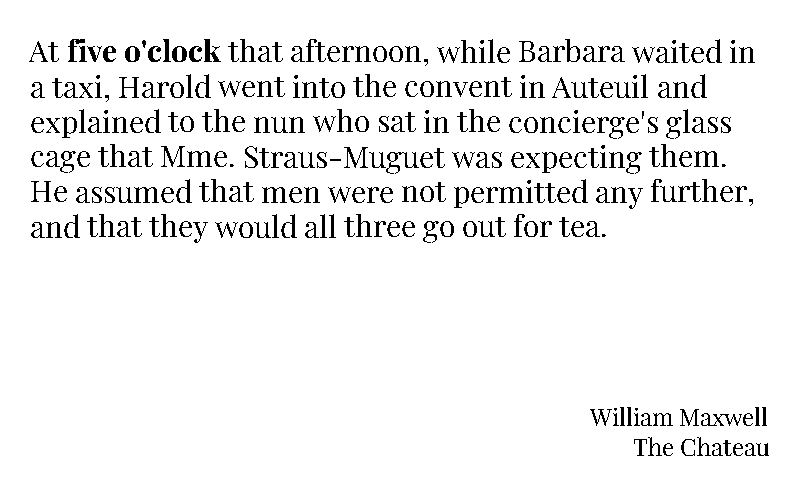 At five o'clock that afternoon, while Barbara waited in
a taxi, Harold went into the convent in Auteuil and
explained to the nun who sat in the concierge's glass
cage that Mme. Straus-Muguet was expecting them.
He assumed that men were not permitted any further,
and that they would all three go out for tea.
William Maxwell
The Chateau